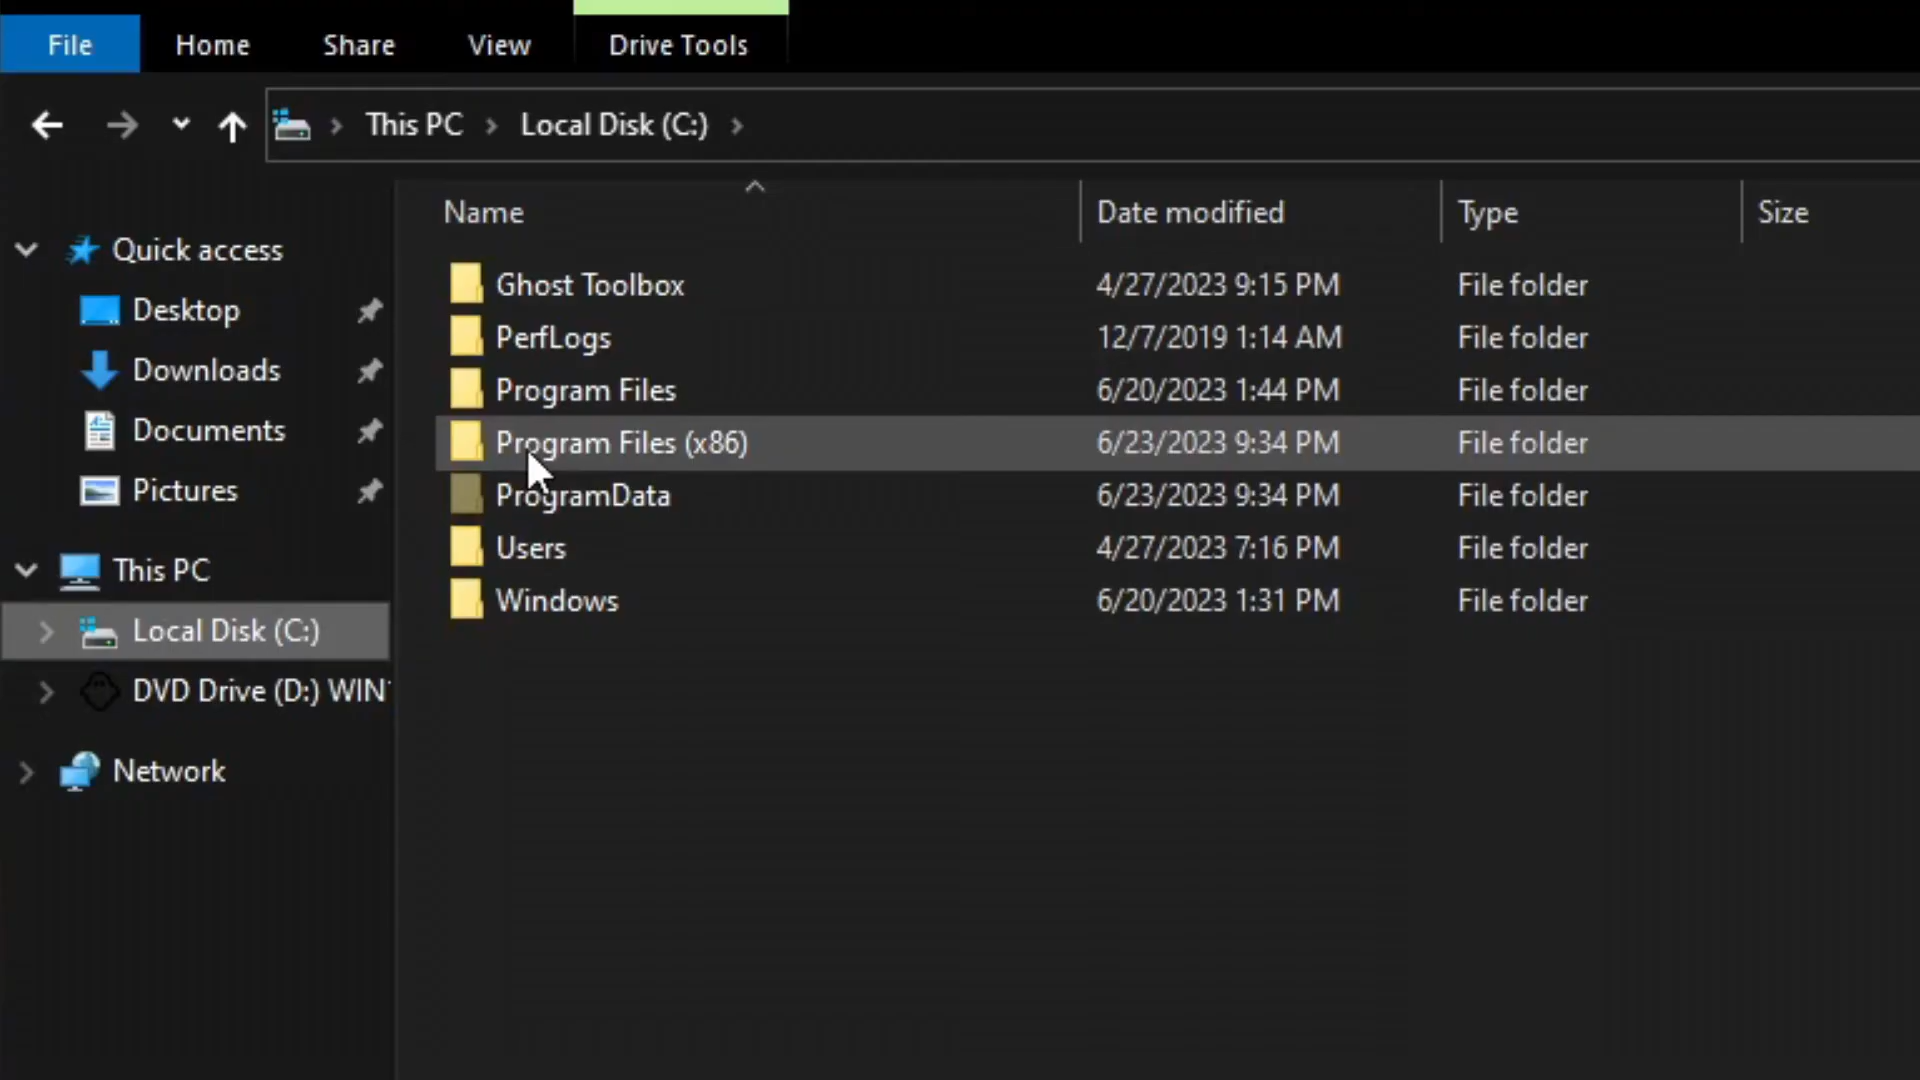 File Home Share View Drive Tools
This PC Local Disk (C:)
Name Date modified Type Size
Quick access
Desktop
Downloads
Documents
Pictures
This PC
Local Disk (C:)
DVD Drive (D:) WIN
Network
Ghost Toolbox 4/27/2023 9:15 PM File folder
PerfLogs 12/7/2019 1:14 AM File folder
Program Files 6/20/2023 1:44 PM File folder
Program Files (x86) 6/23/2023 9:34 PM File folder
ProgramData 6/23/2023 9:34 PM File folder
Users 4/27/2023 7:16 PM File folder
Windows 6/20/2023 1:31 PM File folder